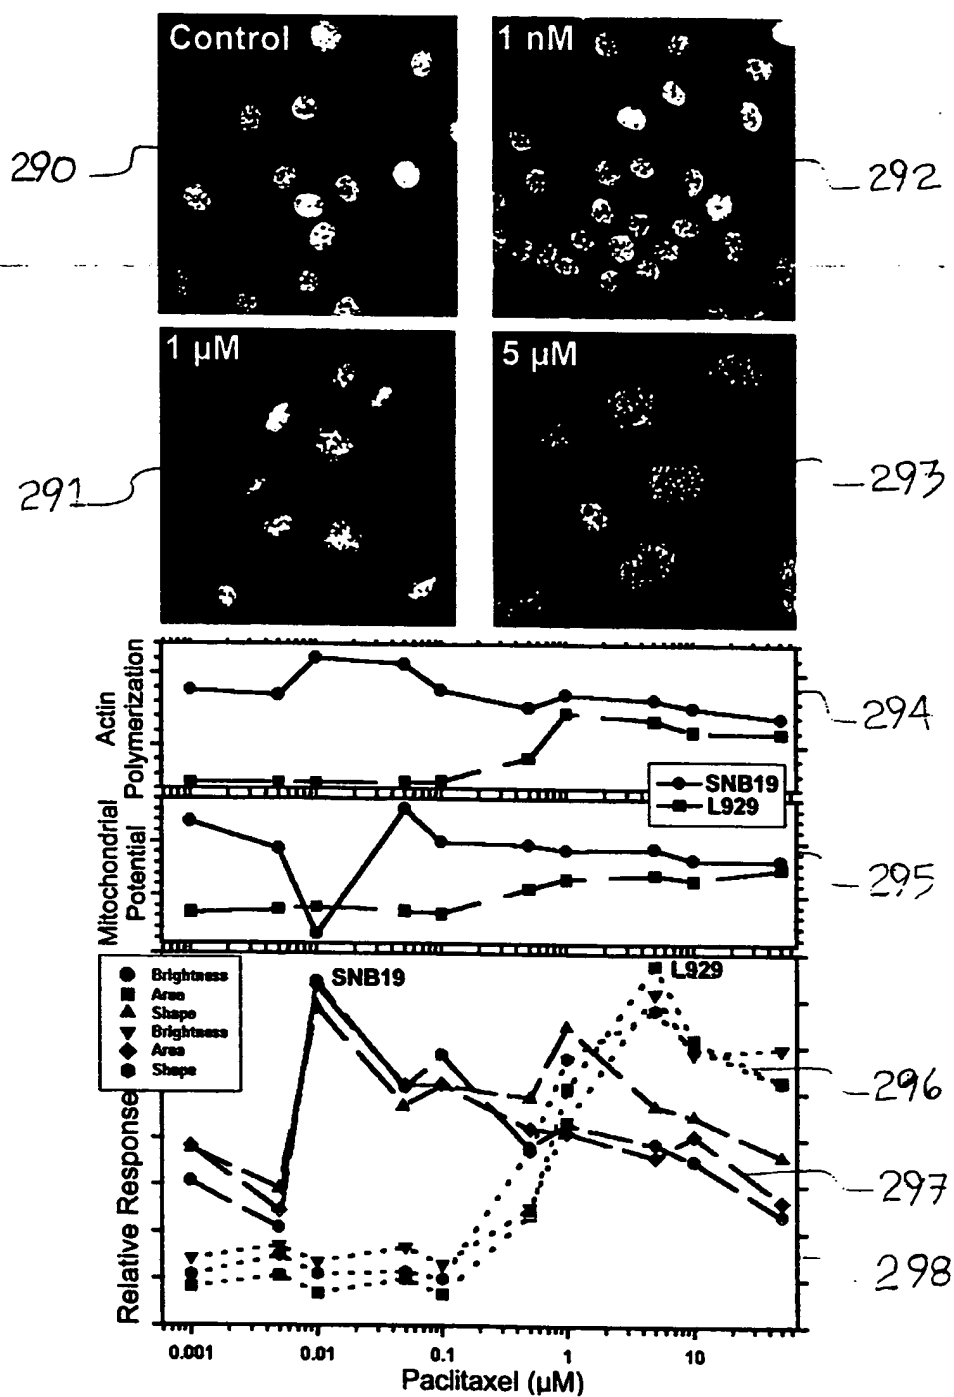 Control
1 nM
290
292
1 µM
5 µM
291
293
Actin
Polymerization
294
SNB19
L929
Mitochondrial
Potential
295
Brightness
Area
Shape
Brightness
Area
Shape
SNB19
L929
296
297
298
Relative Response
0.001
0.01
0.1
1
10
Paclitaxel (µM)